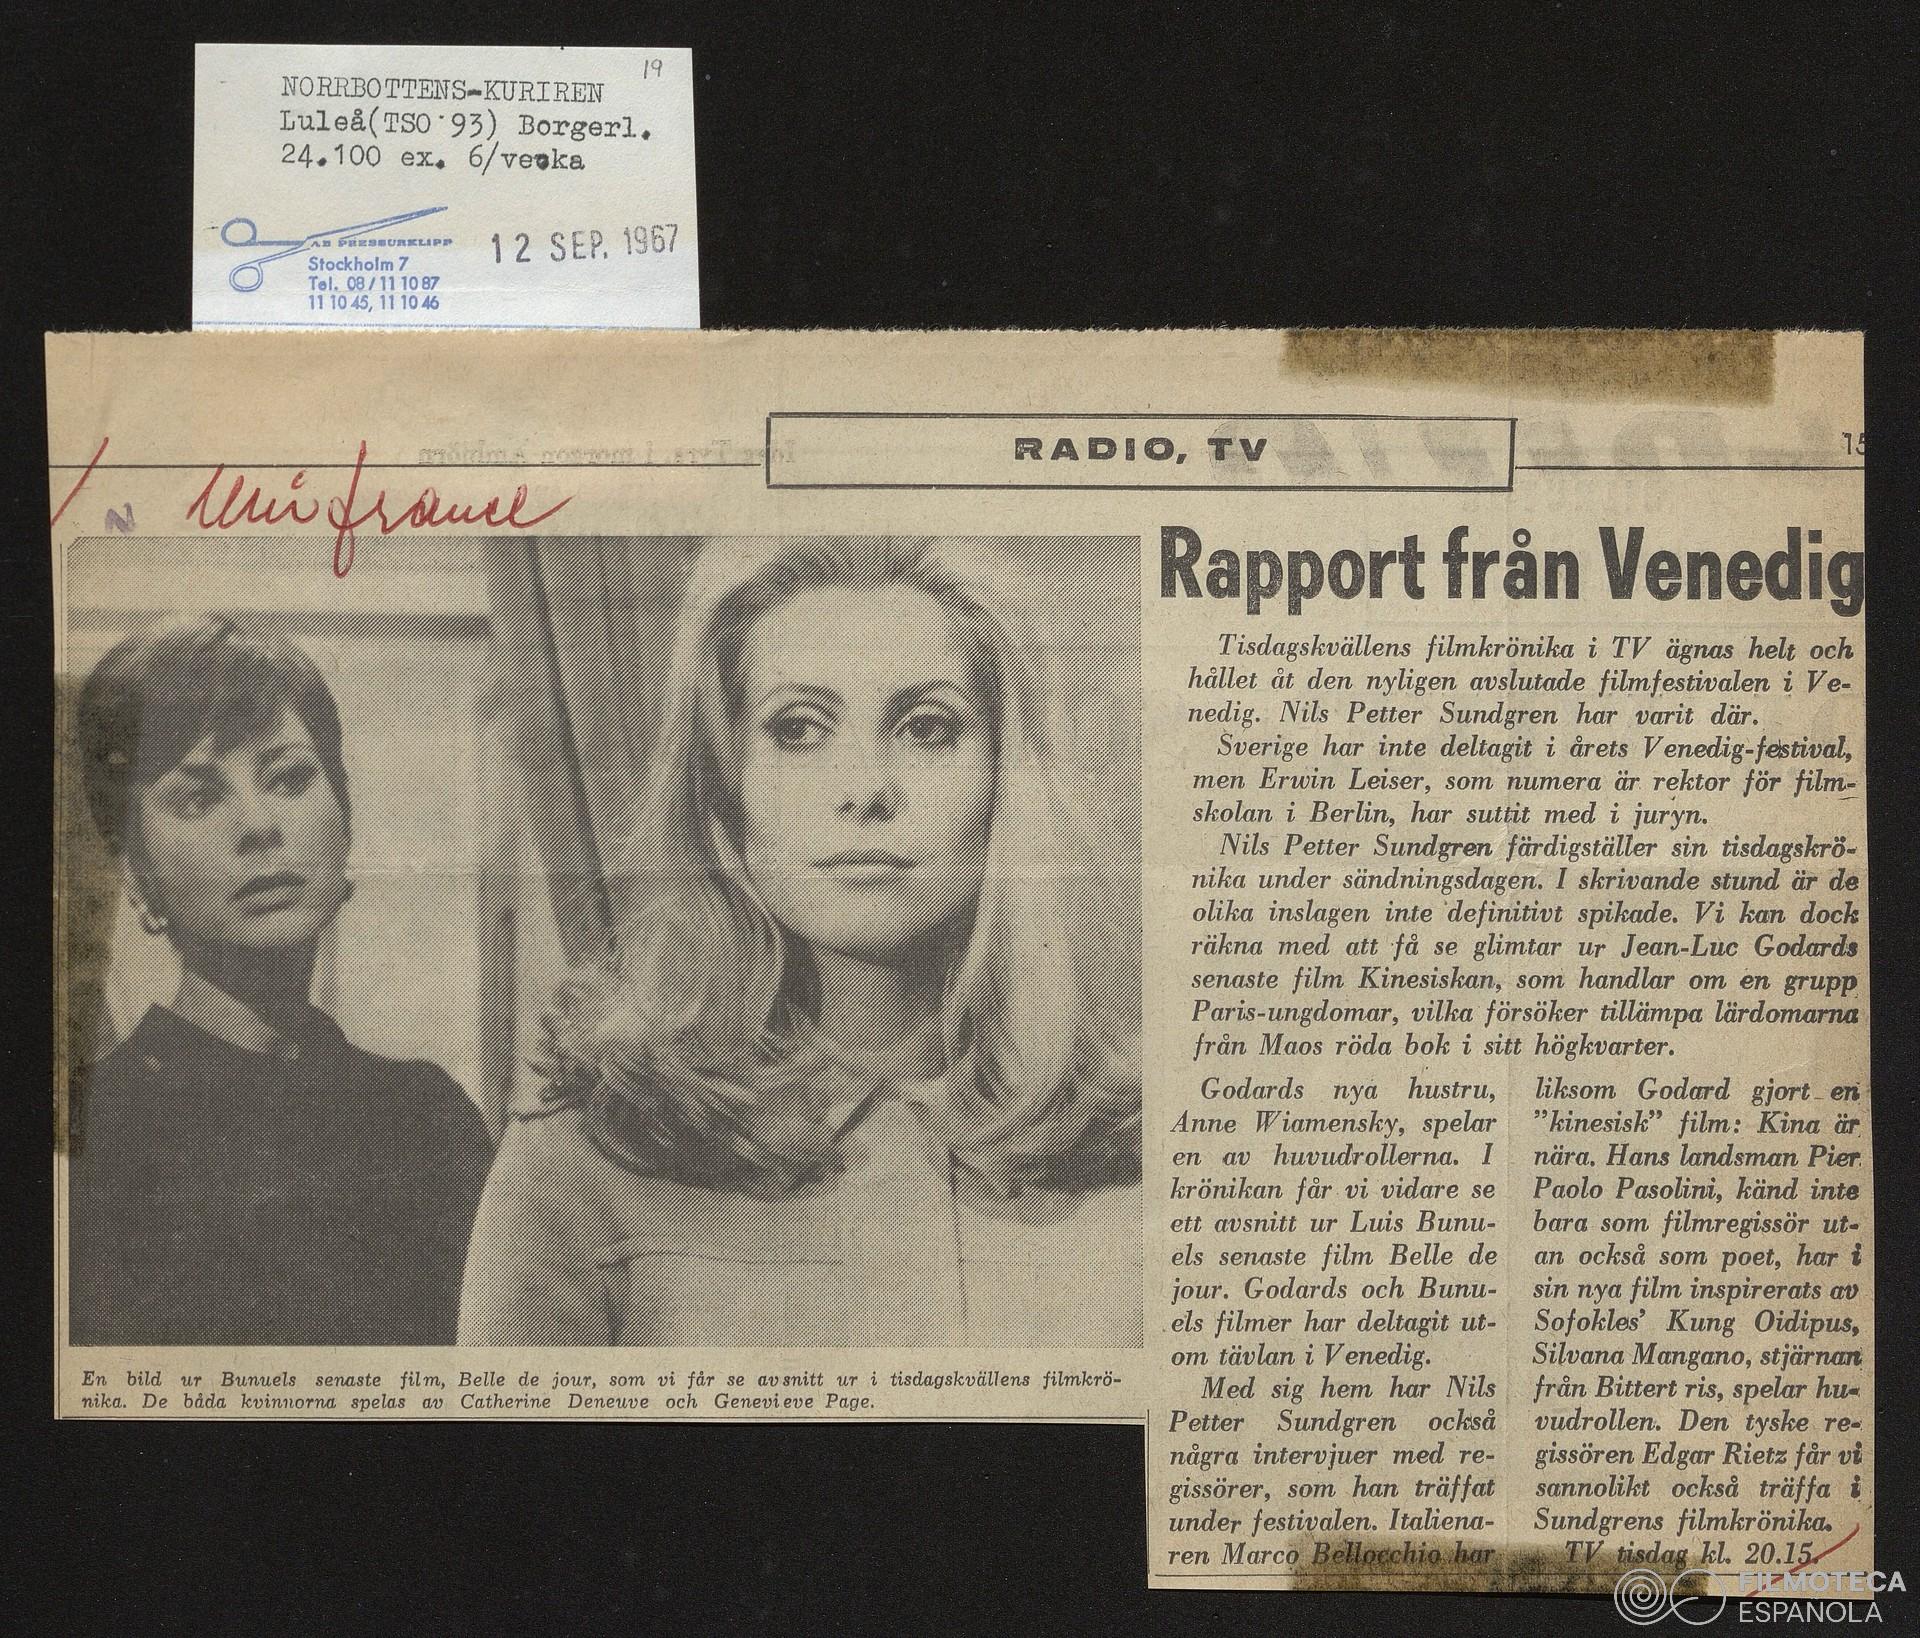 19
NORRBOTTENS-KURIREN
Luleå(TSO 93) Borgerl.
24.100 ex. 6/vecka
AB PRESSURKLIPP
Stockholm 7
Tel. 08/11 10 87
11 10 45, 11 10 46
12 SEP. 1967
RADIO, TV
15
N
Unifrance
Rapport från Venedig
Tisdagskvällens filmkrönika i TV ägnas helt och
hållet åt den nyligen avslutade filmfestivalen i Ve-
nedig. Nils Petter Sundgren har varit där.
Sverige har inte deltagit i årets Venedig-festival,
men Erwin Leiser, som numera är rektor för film-
skolan i Berlin, har suttit med i juryn.
Nils Petter Sundgren färdigställer sin tisdagskrö-
nika under sändningsdagen. I skrivande stund är de
olika inslagen inte definitivt spikade. Vi kan dock
räkna med att få se glimtar ur Jean-Luc Godards
senaste film Kinesiskan, som handlar om en grupp
Paris-ungdomar, vilka försöker tillämpa lärdomarna
från Maos röda bok i sitt högkvarter.
Godards nya hustru,
Anne Wiamensky, spelar
en av huvudrollerna. I
krönikan får vi vidare se
ett avsnitt ur Luis Bunu-
els senaste film Belle de
jour. Godards och Bunu-
els filmer har deltagit ut-
om tävlan i Venedig.
Med sig hem har Nils
Petter Sundgren också
några intervjuer med re-
gissörer, som han träffat
under festivalen. Italiena-
ren Marco Bellocchio har
liksom Godard gjort en
"kinesisk" film: Kina är
nära. Hans landsman Pier
Paolo Pasolini, känd inte
bara som filmregissör ut-
an också som poet, har i
sin nya film inspirerats av
Sofokles' Kung Oidipus,
Silvana Mangano, stjärnan
från Bittert ris, spelar hu-
vudrollen. Den tyske re-
gissören Edgar Rietz får vi
sannolikt också träffa i
Sundgrens filmkrönika.
TV tisdag kl. 20.15.
En bild ur Bunuels senaste film, Belle de jour, som vi får se avsnitt ur i tisdagskvällens filmkrö-
nika. De båda kvinnorna spelas av Catherine Deneuve och Genevieve Page.
FILMOTECA
ESPAÑOLA